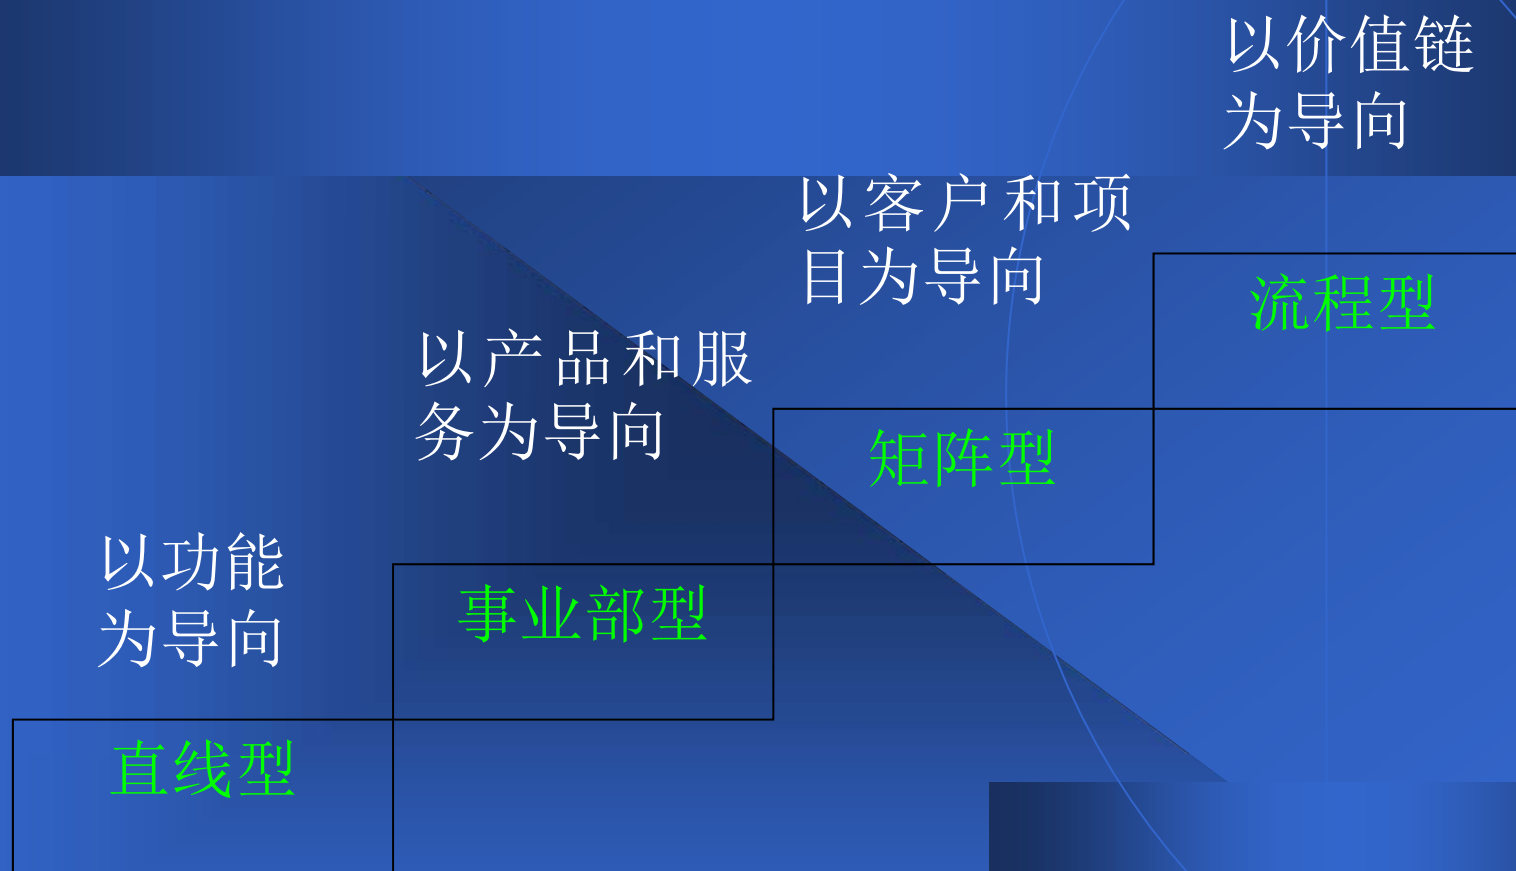 以价值链
为导向
以客户和项
目为导向
流程型
以产品和服
务为导向
矩阵型
以功能
为导向
事业部型
直线型